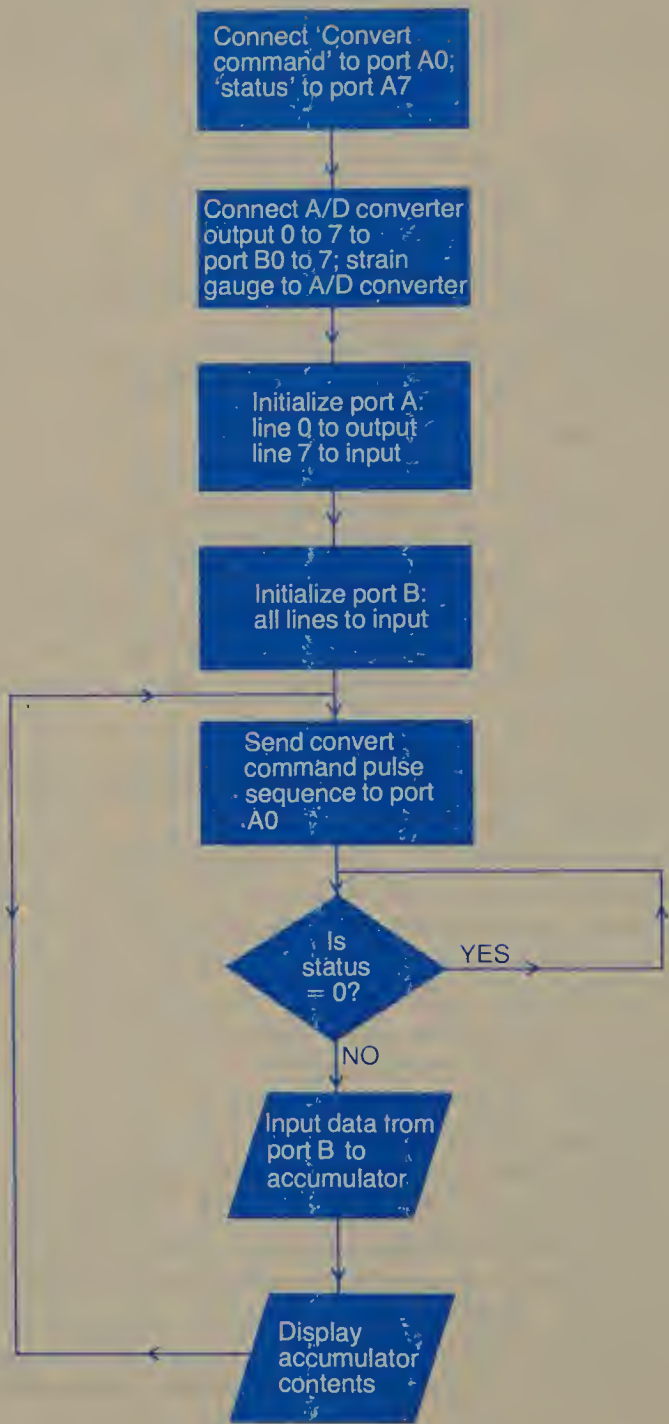 Connect ‘Convert
command’ to port A0;
‘status’ to port A7
Connect A/D converter
output 0 to 7 to
port B0 to 7; strain
gauge to A/D converter
Initialize port A:
line 0 to output
line 7 to input
Initialize port B:
all lines to input
Send convert
command pulse
sequence to port
A0
Is
status
= 0?
YES
NO
Input data from
port B to
accumulator
Display
accumulator
contents